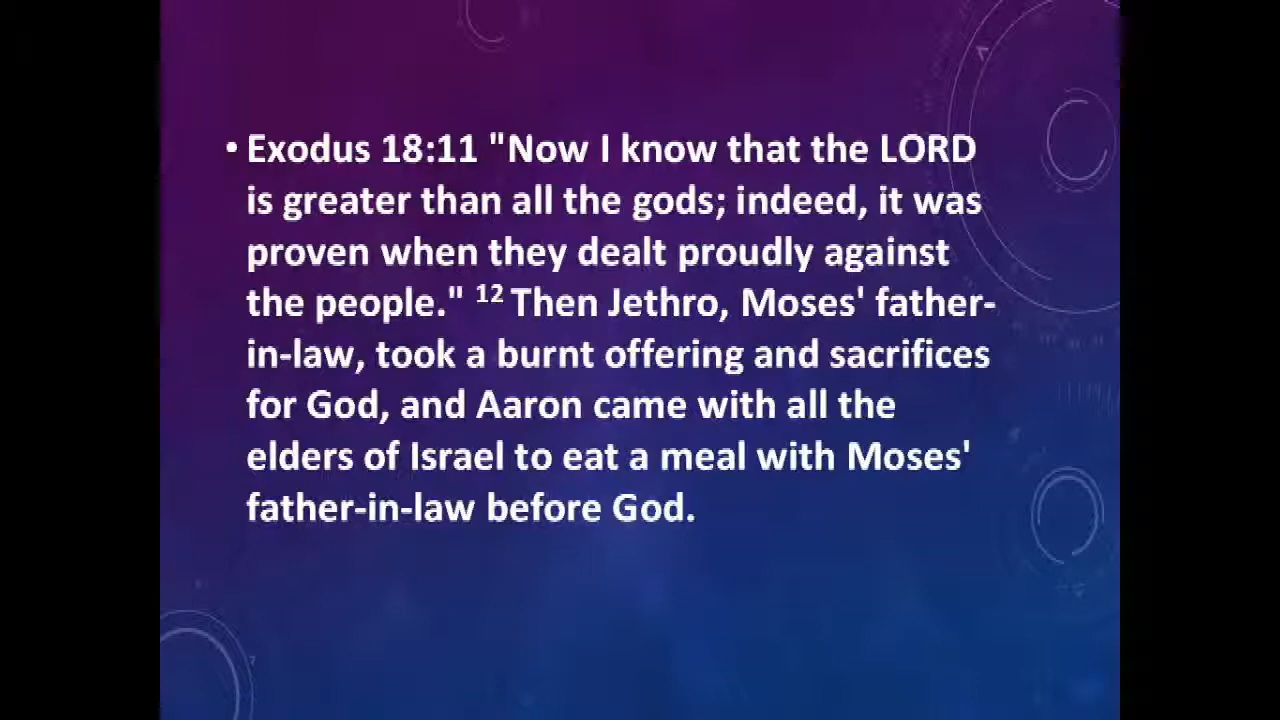 • Exodus 18:11 "Now I know that the LORD
is greater than all the gods; indeed, it was
proven when they dealt proudly against
the people." 12 Then Jethro, Moses' father-
in-law, took a burnt offering and sacrifices
for God, and Aaron came with all the
elders of Israel to eat a meal with Moses'
father-in-law before God.